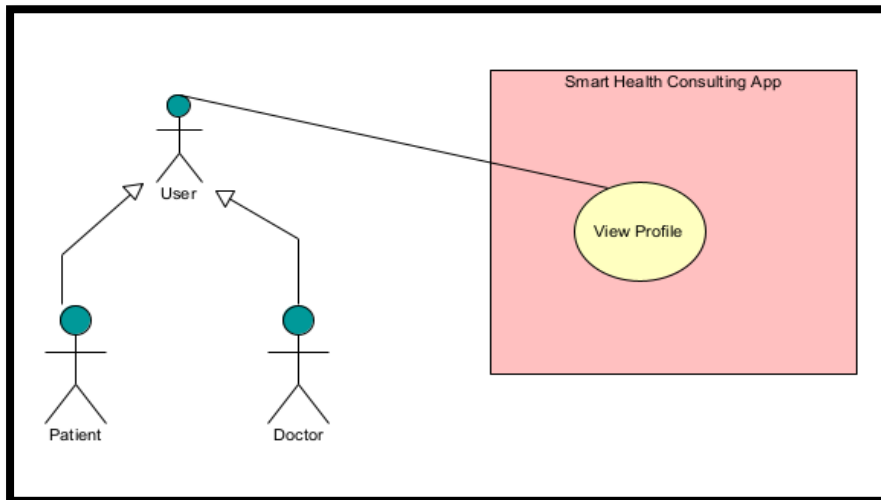 Smart Health Consulting App
User
View Profile
Patient
Doctor